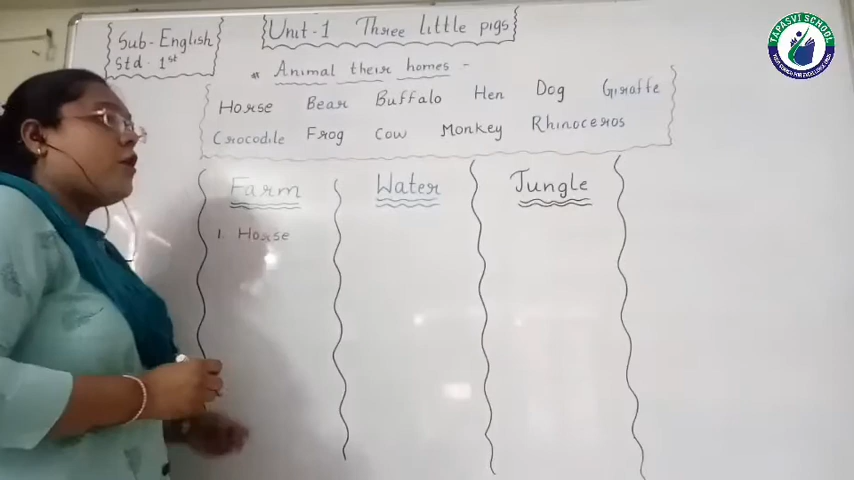 Sub-English
Std-1st
Unit-1 Three Little pigs
Animal their homes -
Horse Bear Buffalo Hen Dog Giraffe
Crocodile Frog Cow Monkey Rhinoceros
Farm Water Jungle
1. Horse
TAPASVI SCHOOL